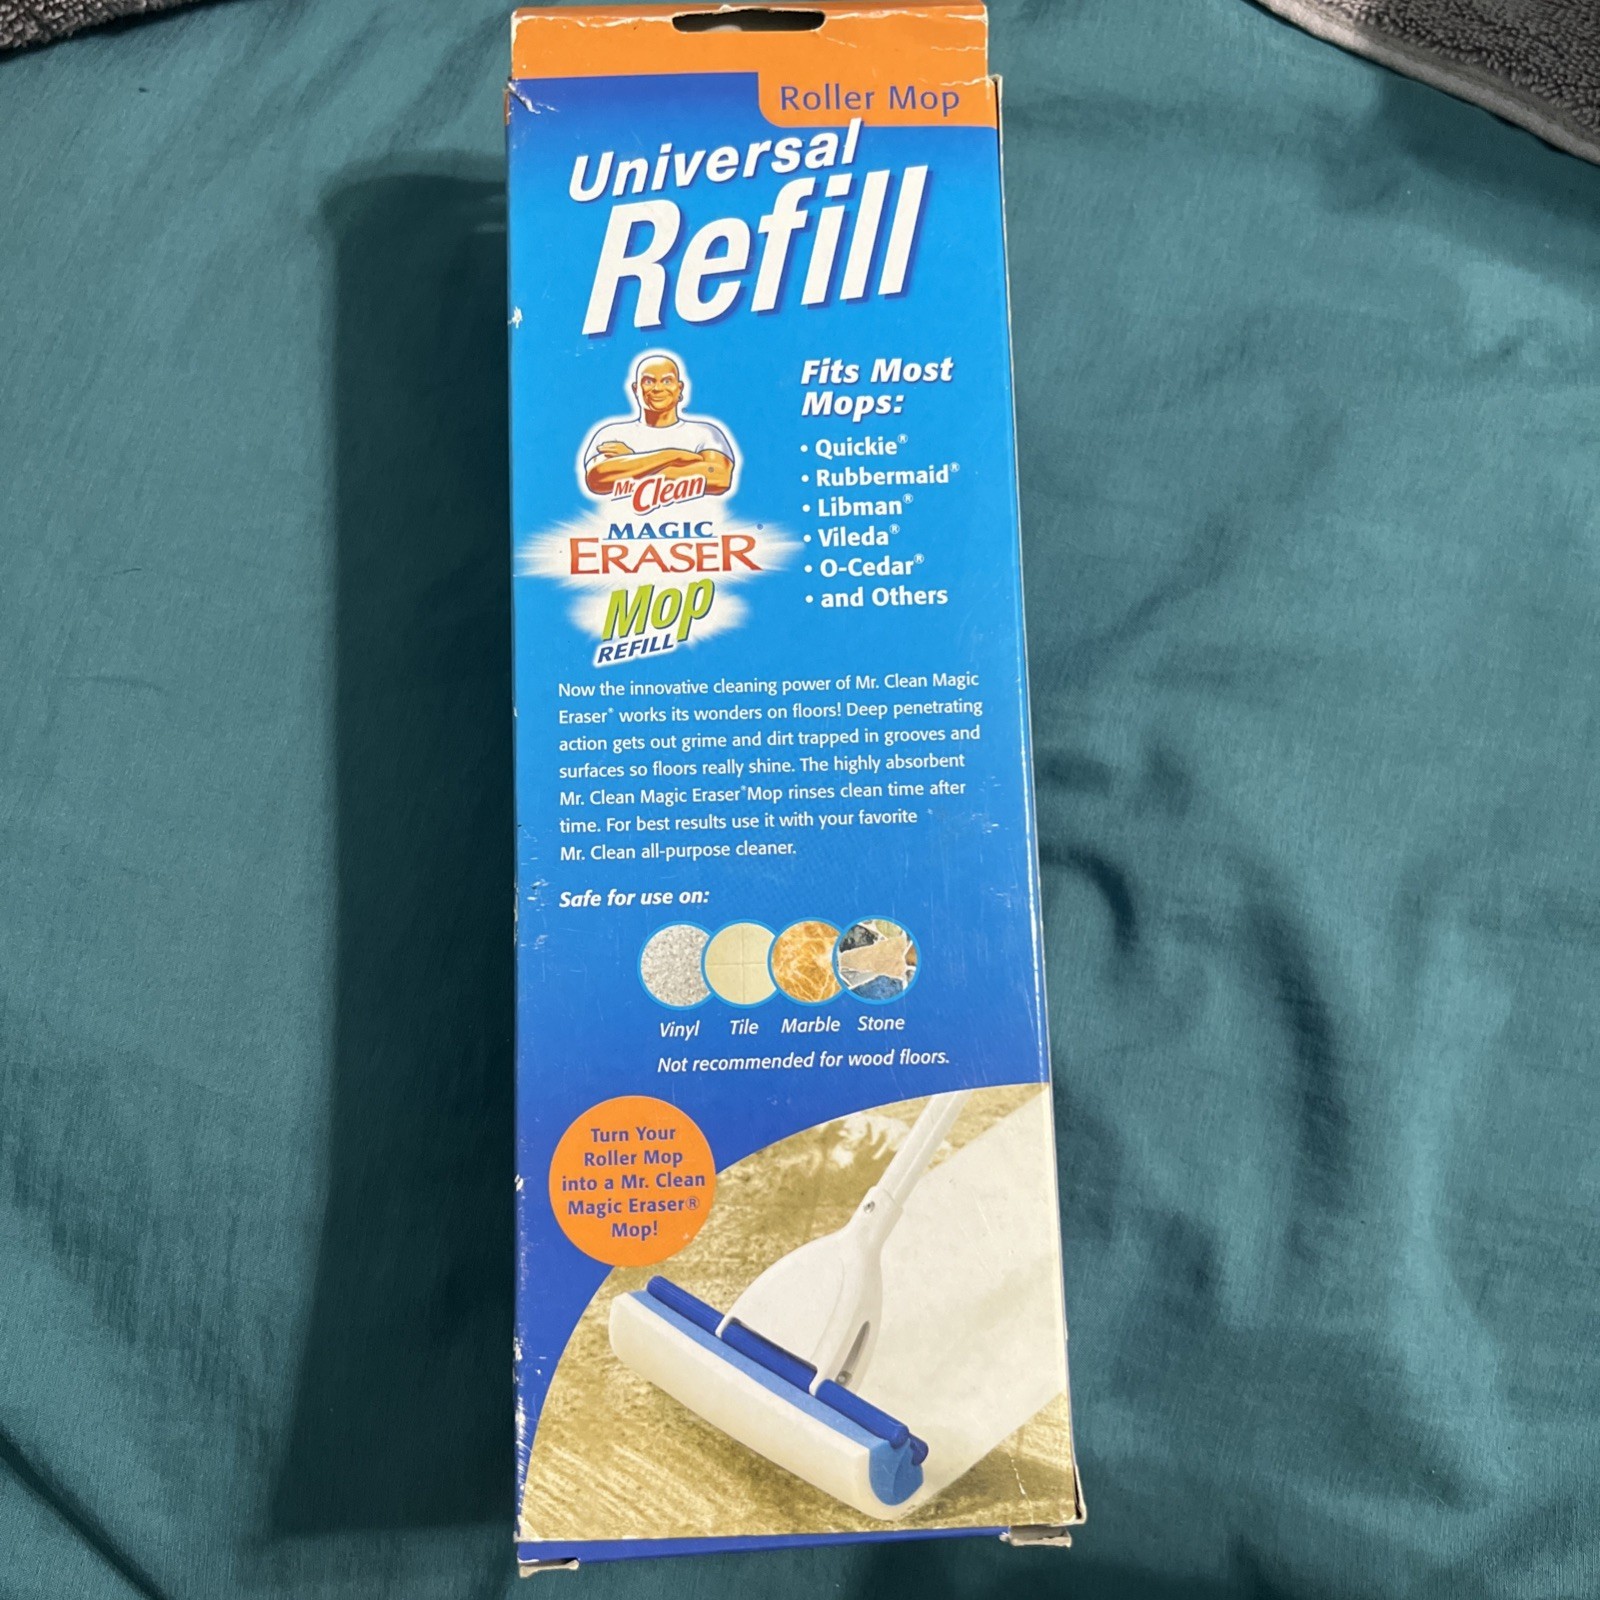 Roller Mop
Universal
Refill
Fits Most
Mops:
• Quickie®
• Rubbermaid®
• Libman®
• Vileda®
• O-Cedar®
• and Others
Mr. Clean
MAGIC
ERASER®
Mop
REFILL
Now the innovative cleaning power of Mr. Clean Magic
Eraser® works its wonders on floors! Deep penetrating
action gets out grime and dirt trapped in grooves and
surfaces so floors really shine. The highly absorbent
Mr. Clean Magic Eraser® Mop rinses clean time after
time. For best results use it with your favorite
Mr. Clean all-purpose cleaner.
Safe for use on:
Vinyl Tile Marble Stone
Not recommended for wood floors.
Turn Your
Roller Mop
into a Mr. Clean
Magic Eraser®
Mop!